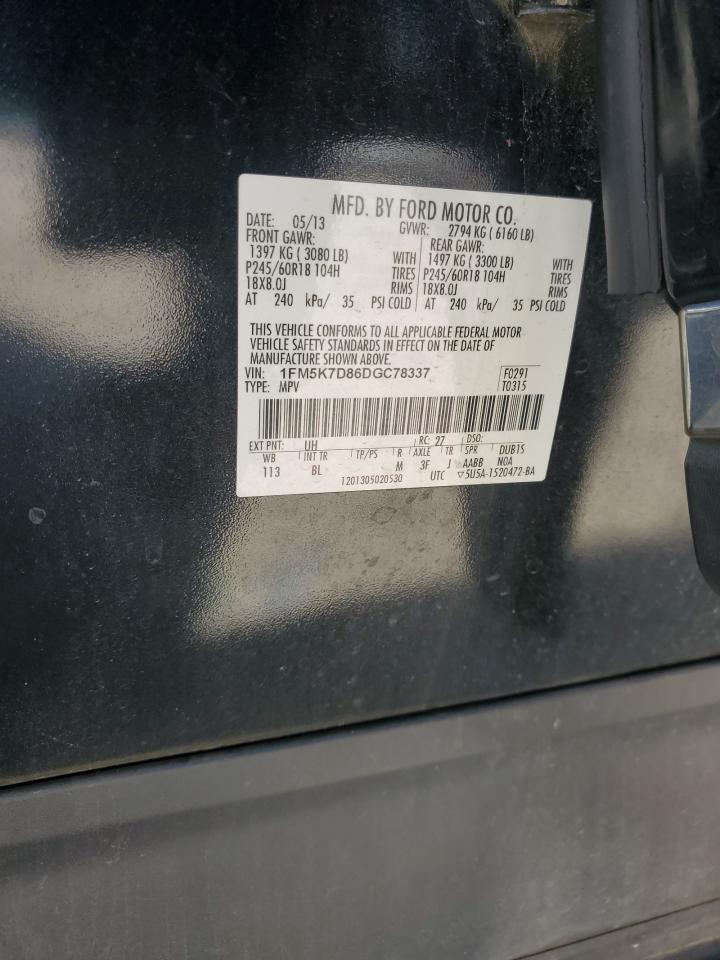 MFD. BY FORD MOTOR CO.
DATE: 05/13 GVWR: 2794 KG ( 6160 LB)
FRONT GAWR: REAR GAWR:
1397 KG ( 3080 LB) WITH 1497 KG ( 3300 LB) WITH
P245/60R18 104H TIRES P245/60R18 104H TIRES
18X8.0J RIMS 18X8.0J RIMS
AT 240 kPa/ 35 PSI COLD AT 240 kPa/ 35 PSI COLD
THIS VEHICLE CONFORMS TO ALL APPLICABLE FEDERAL MOTOR
VEHICLE SAFETY STANDARDS IN EFFECT ON THE DATE OF
MANUFACTURE SHOWN ABOVE.
VIN: 1FM5K7D86DGC78337 F0291
TYPE: MPV T0315
EXT PNT: UH RC: 27 DSO:
WB INT TR TP/PS R AXLE TR SPR DUB15
113 BL M 3F J AABB NOA
1201305020530 UTC ▽5U5A-1520472-BA